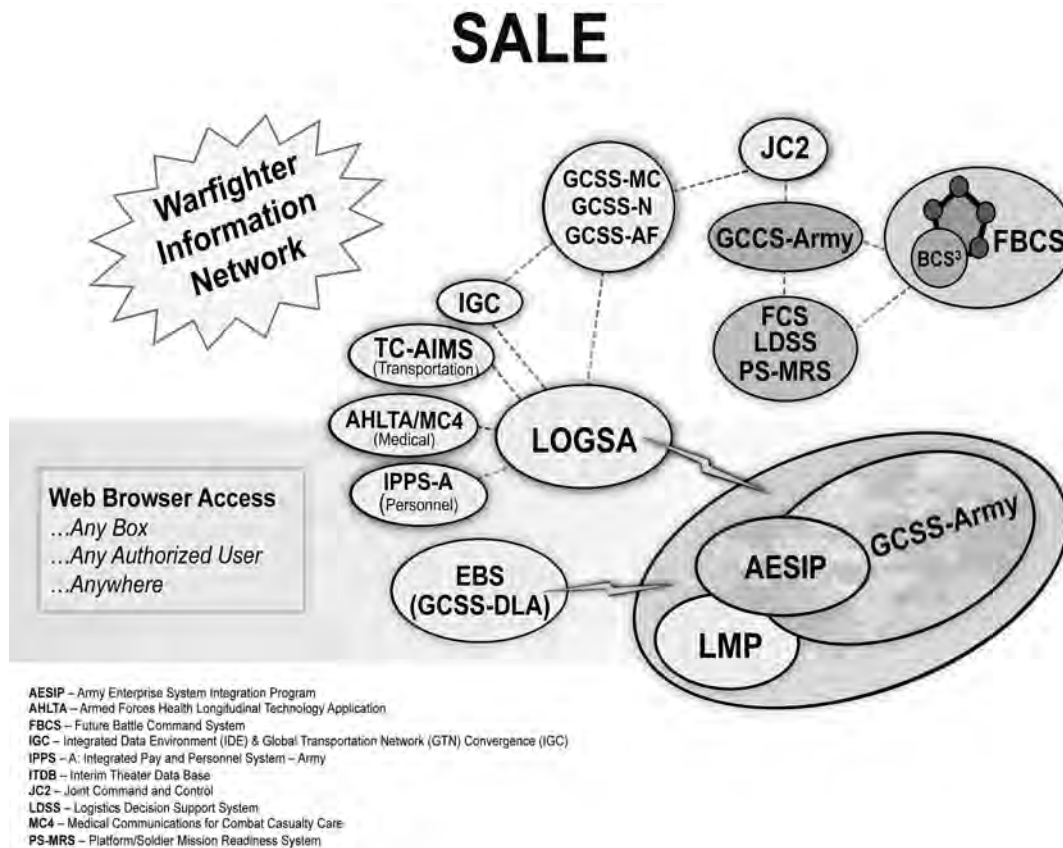 SALE
Warfighter
Information
Network
JC2
GCSS-MC
GCSS-N
GCSS-AF
GCCS-Army
BCS³
FBCS
IGC
FCS
LDSS
PS-MRS
TC-AIMS
(Transportation)
AHLTA/MC4
(Medical)
LOGSA
IPPS-A
(Personnel)
Web Browser Access
...Any Box
...Any Authorized User
...Anywhere
GCSS-Army
AESIP
EBS
(GCSS-DLA)
LMP
AESIP – Army Enterprise System Integration Program
AHLTA – Armed Forces Health Longitudinal Technology Application
FBCS – Future Battle Command System
IGC – Integrated Data Environment (IDE) & Global Transportation Network (GTN) Convergence (IGC)
IPPS – A: Integrated Pay and Personnel System – Army
ITDB – Interim Theater Data Base
JC2 – Joint Command and Control
LDSS – Logistics Decision Support System
MC4 – Medical Communications for Combat Casualty Care
PS-MRS – Platform/Soldier Mission Readiness System